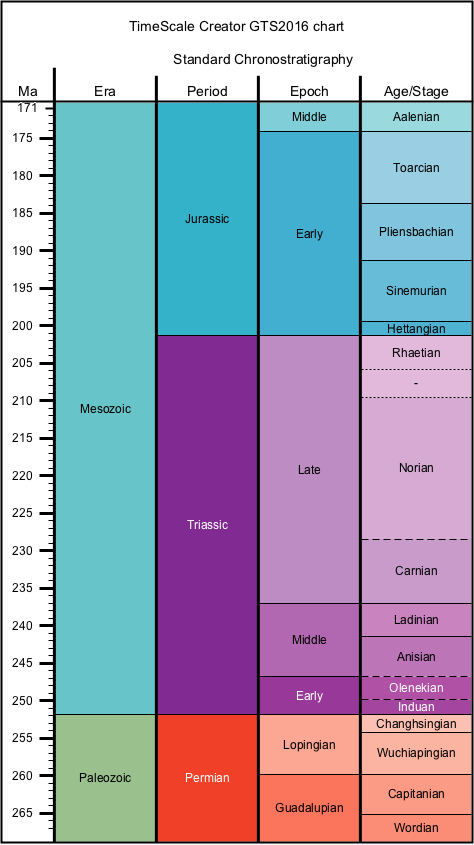 TimeScale Creator GTS2016 chart
Standard Chronostratigraphy
Ma Era Period Epoch Age/Stage
171 Middle Aalenian
175
Toarcian
180
185
Jurassic
Early Pliensbachian
190
195 Sinemurian
200 Hettangian
Rhaetian
205
-
210
Mesozoic
215
Late Norian
220
225
Triassic
230
Carnian
235
Ladinian
240
Middle
Anisian
245
Early Olenekian
250 Induan
Changhsingian
255
Lopingian Wuchiapingian
260
Paleozoic Permian
Capitanian
Guadalupian
265
Wordian